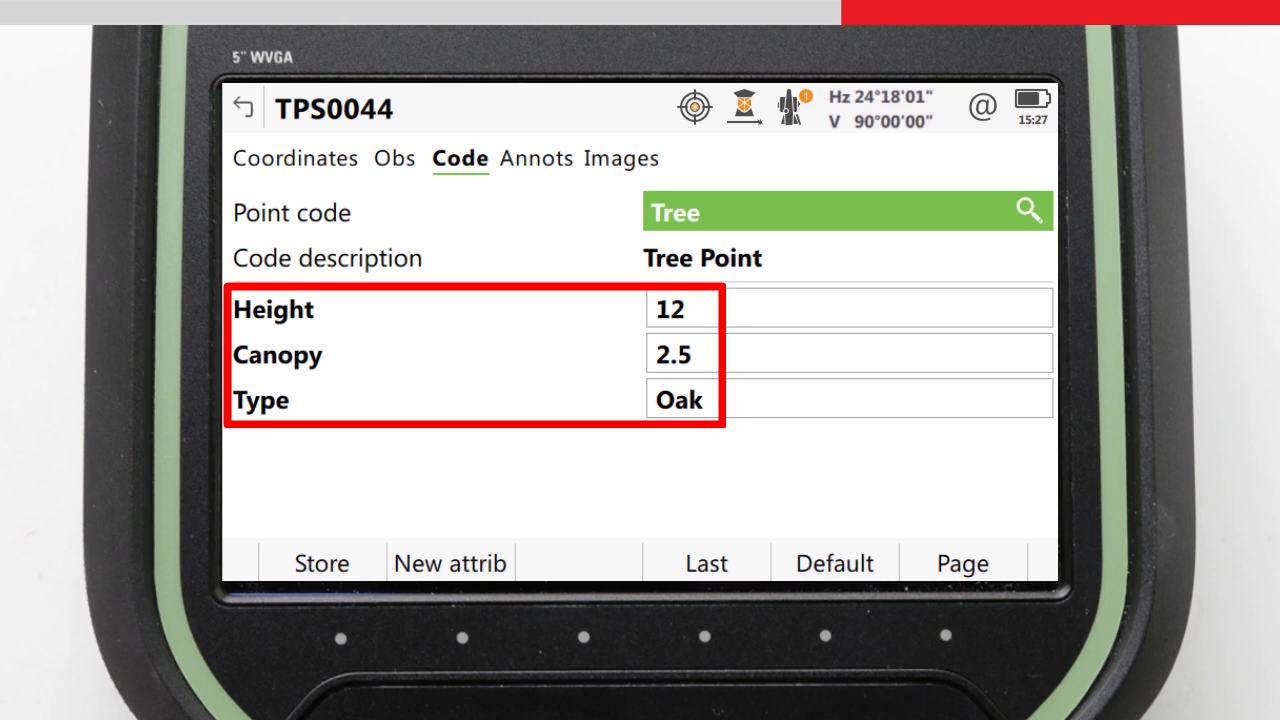 5" WVGA
TPS0044
1
Hz 24°18'01"
V 90°00'00"
@
15:27
Coordinates Obs Code Annots Images
Point code Tree
Code description Tree Point
Height 12
Canopy 2.5
Type Oak
Store New attrib Last Default Page